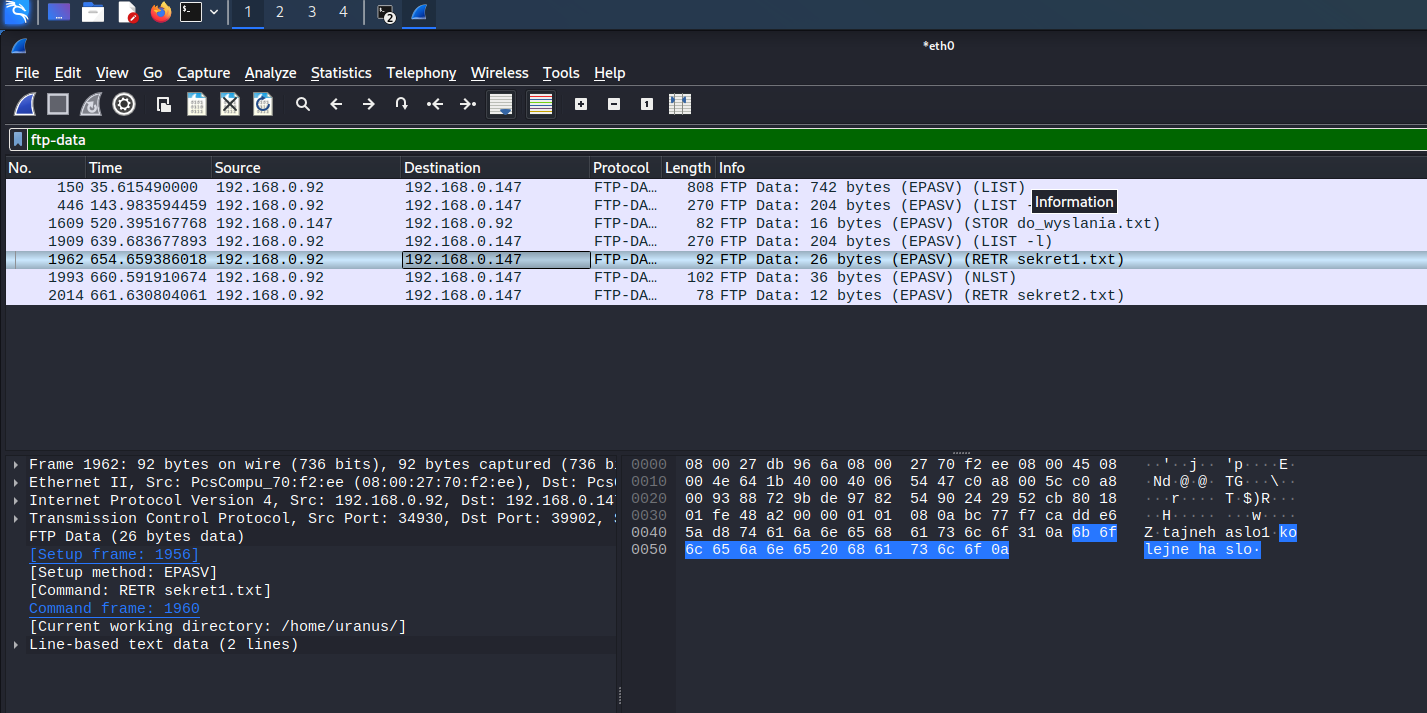 1 2 3 4 2
*eth0
File Edit View Go Capture Analyze Statistics Telephony Wireless Tools Help
ftp-data
No. Time Source Destination Protocol Length Info
150 35.615490000 192.168.0.92 192.168.0.147 FTP-DA… 808 FTP Data: 742 bytes (EPASV) (LIST)
Information
446 143.983594459 192.168.0.92 192.168.0.147 FTP-DA… 270 FTP Data: 204 bytes (EPASV) (LIST -
1609 520.395167768 192.168.0.147 192.168.0.92 FTP-DA… 82 FTP Data: 16 bytes (EPASV) (STOR do_wyslania.txt)
1909 639.683677893 192.168.0.92 192.168.0.147 FTP-DA… 270 FTP Data: 204 bytes (EPASV) (LIST -l)
1962 654.659386018 192.168.0.92 192.168.0.147 FTP-DA… 92 FTP Data: 26 bytes (EPASV) (RETR sekret1.txt)
1993 660.591910674 192.168.0.92 192.168.0.147 FTP-DA… 102 FTP Data: 36 bytes (EPASV) (NLST)
2014 661.630804061 192.168.0.92 192.168.0.147 FTP-DA… 78 FTP Data: 12 bytes (EPASV) (RETR sekret2.txt)
Frame 1962: 92 bytes on wire (736 bits), 92 bytes captured (736 b
Ethernet II, Src: PcsCompu_70:f2:ee (08:00:27:70:f2:ee), Dst: Pcs
Internet Protocol Version 4, Src: 192.168.0.92, Dst: 192.168.0.14
Transmission Control Protocol, Src Port: 34930, Dst Port: 39902, S
FTP Data (26 bytes data)
[Setup frame: 1956]
[Setup method: EPASV]
[Command: RETR sekret1.txt]
Command frame: 1960
[Current working directory: /home/uranus/]
Line-based text data (2 lines)
0000 08 00 27 db 96 6a 08 00 27 70 f2 ee 08 00 45 08 ··'··j·· 'p····E·
0010 00 4e 64 1b 40 00 40 06 54 47 c0 a8 00 5c c0 a8 ·Nd·@·@· TG···\··
0020 00 93 88 72 9b de 97 82 54 90 24 29 52 cb 80 18 ···r···· T·$)R···
0030 01 fe 48 a2 00 00 01 01 08 0a bc 77 f7 ca dd e6 ··H····· ···w····
0040 5a d8 74 61 6a 6e 65 68 61 73 6c 6f 31 0a 6b 6f Z·tajneh aslo1·ko
0050 6c 65 6a 6e 65 20 68 61 73 6c 6f 0a lejne ha slo·